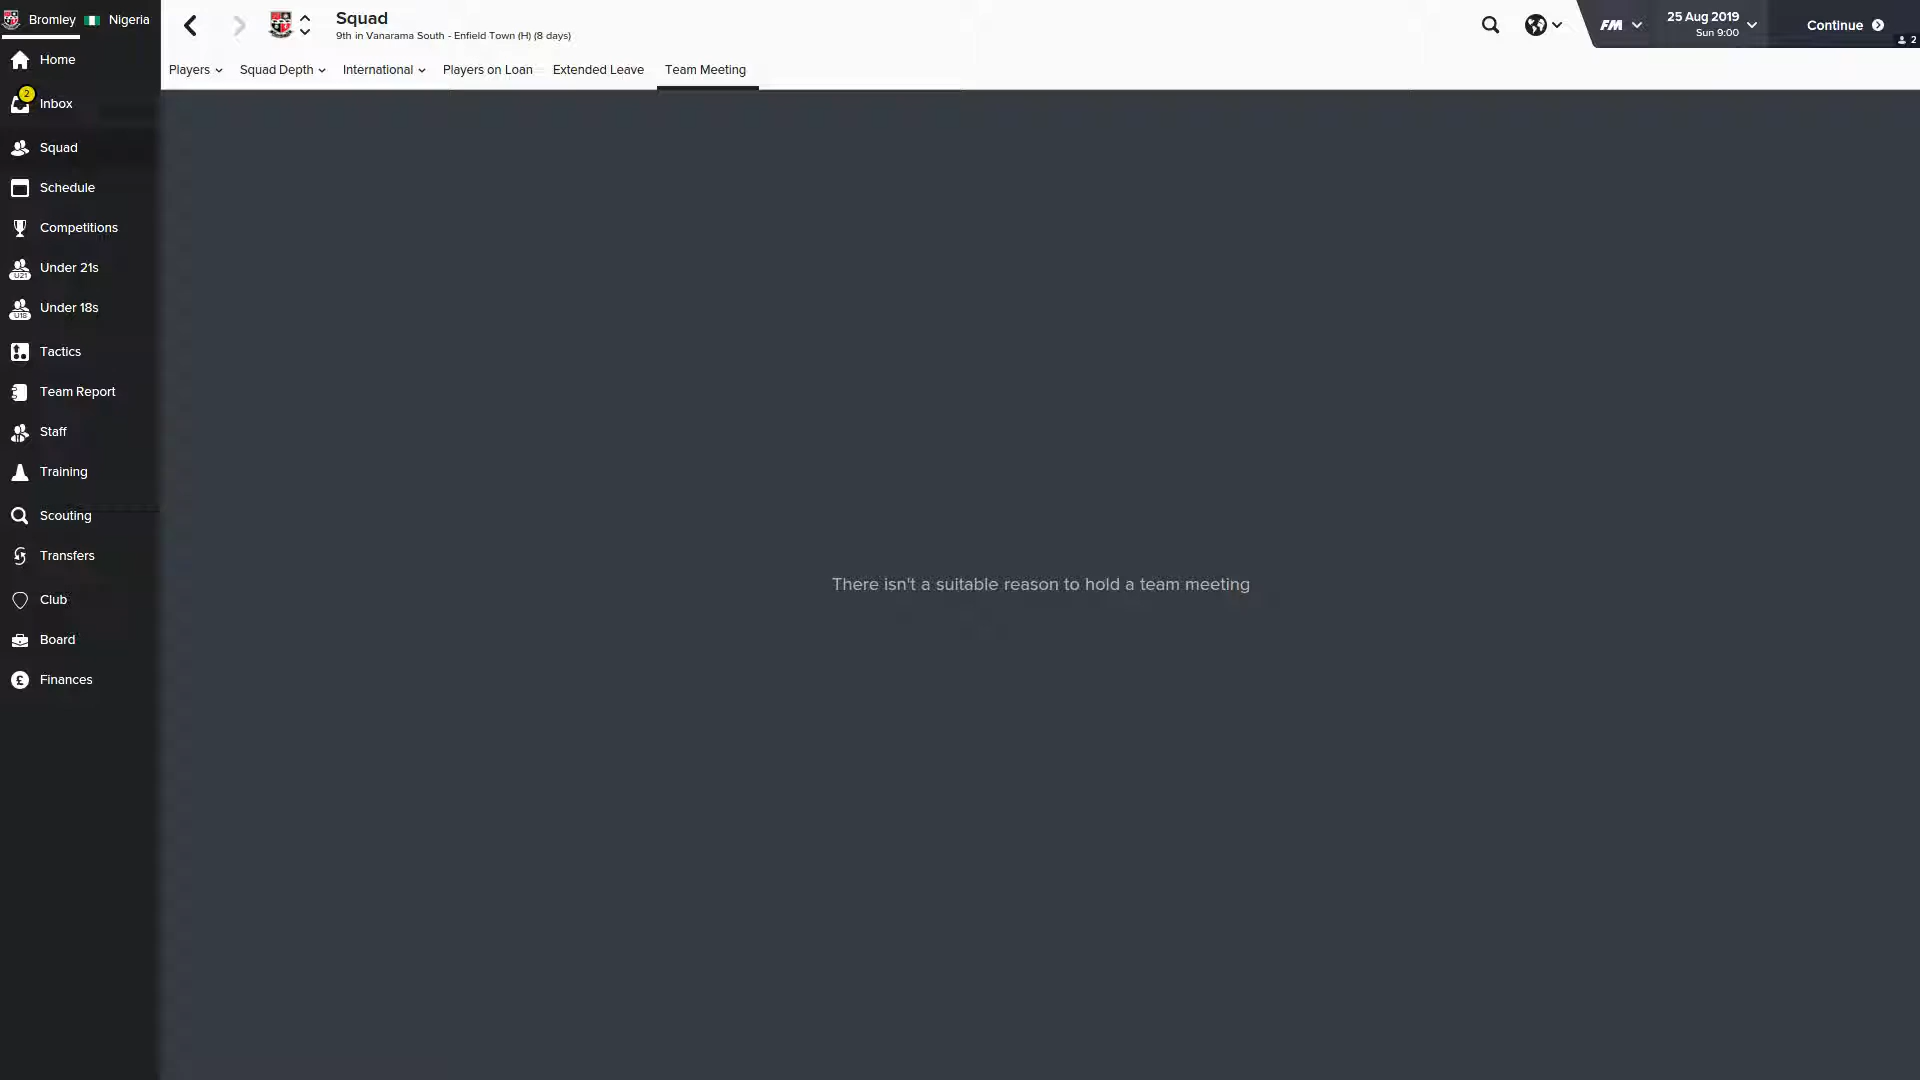 Bromley
Nigeria
Home
2
Inbox
Squad
Schedule
Competitions
U21
Under 21s
U18
Under 18s
Tactics
Team Report
Staff
Training
Scouting
Transfers
Club
Board
£
Finances
Squad
9th in Vanarama South - Enfield Town (H) (8 days)
FM
25 Aug 2019
Sun 9:00
Continue
2
Players
Squad Depth
International
Players on Loan
Extended Leave
Team Meeting
There isn't a suitable reason to hold a team meeting